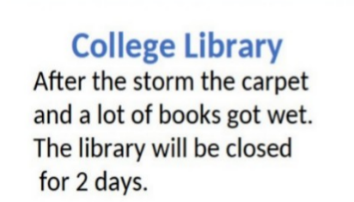 College Library
After the storm the carpet
and a lot of books got wet.
The library will be closed
for 2 days.